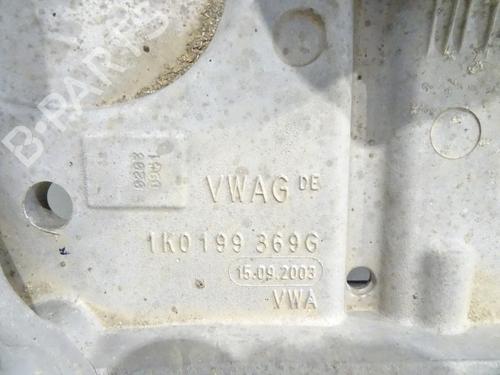 B-PARTS
VWAG DE
1K0 199 369G
15.09.2003
VWA